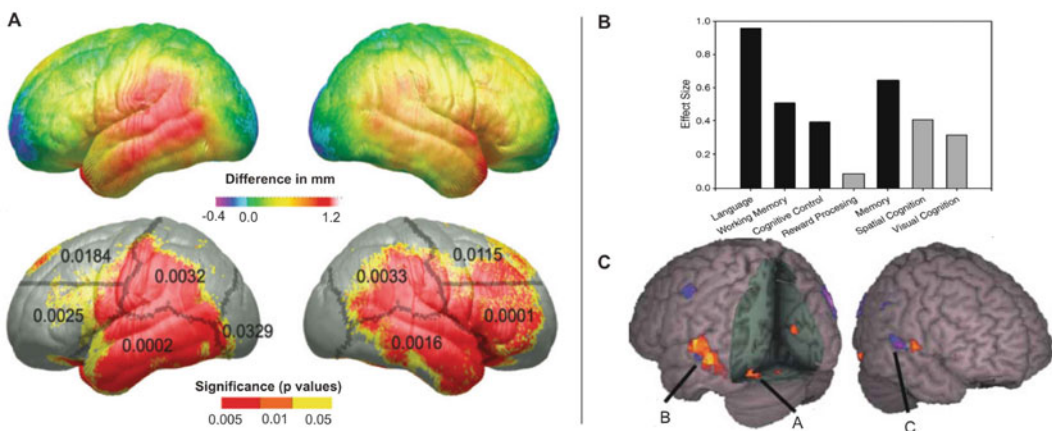 A
Difference in mm
-0.4 0.0 1.2
0.0184
0.0032
0.0025
0.0329
0.0002
0.0115
0.0033
0.0001
0.0016
Significance (p values)
0.005 0.01 0.05
B
Effect Size
1.0
0.8
0.6
0.4
0.2
0.0
Language
Working Memory
Cognitive Control
Reward Procesing
Memory
Spatial Cognition
Visual Cognition
C
B
A
C